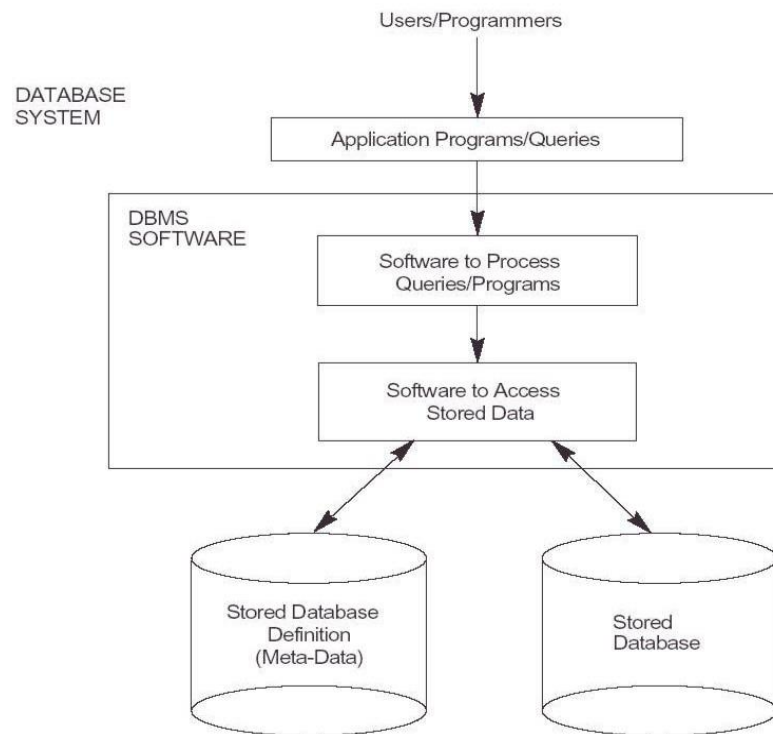 Users/Programmers
DATABASE
SYSTEM
Application Programs/Queries
DBMS
SOFTWARE
Software to Process
Queries/Programs
Software to Access
Stored Data
Stored Database
Definition
(Meta-Data)
Stored
Database